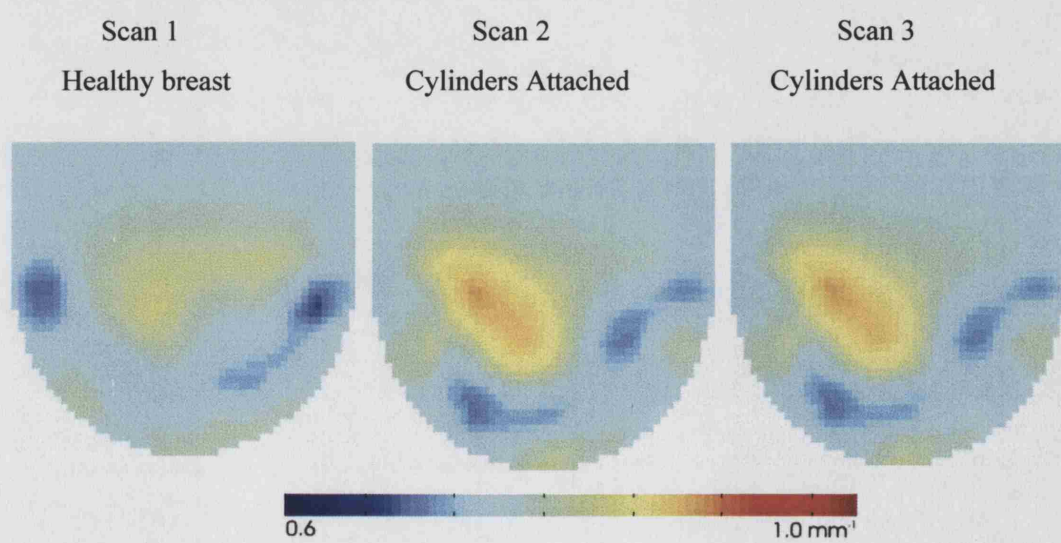 Scan 1
Healthy breast
Scan 2
Cylinders Attached
Scan 3
Cylinders Attached
0.6
1.0 mm⁻¹